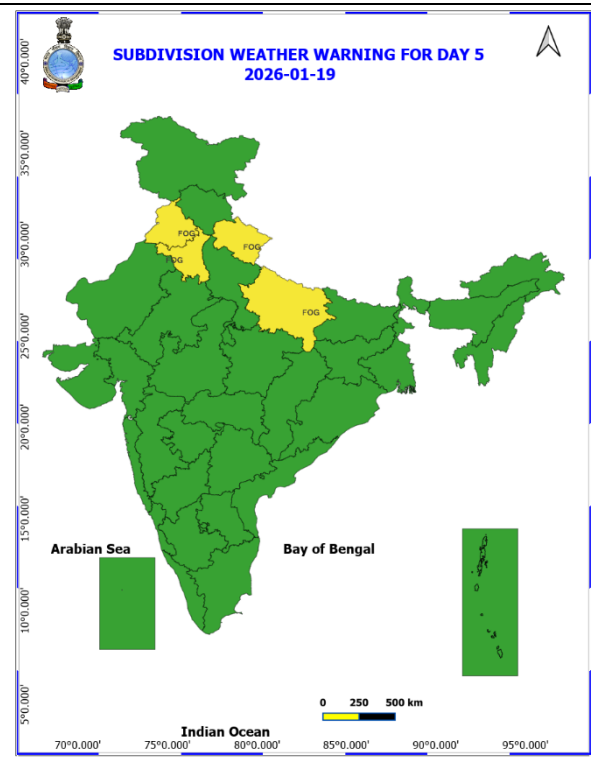 SUBDIVISION WEATHER WARNING FOR DAY 5
2026-01-19
40°0.000'
35°0.000'
30°0.000'
25°0.000'
20°0.000'
15°0.000'
10°0.000'
5°0.000'
FOG
FOG
FOG
FOG
Arabian Sea
Bay of Bengal
0 250 500 km
Indian Ocean
70°0.000' 75°0.000' 80°0.000' 85°0.000' 90°0.000' 95°0.000'